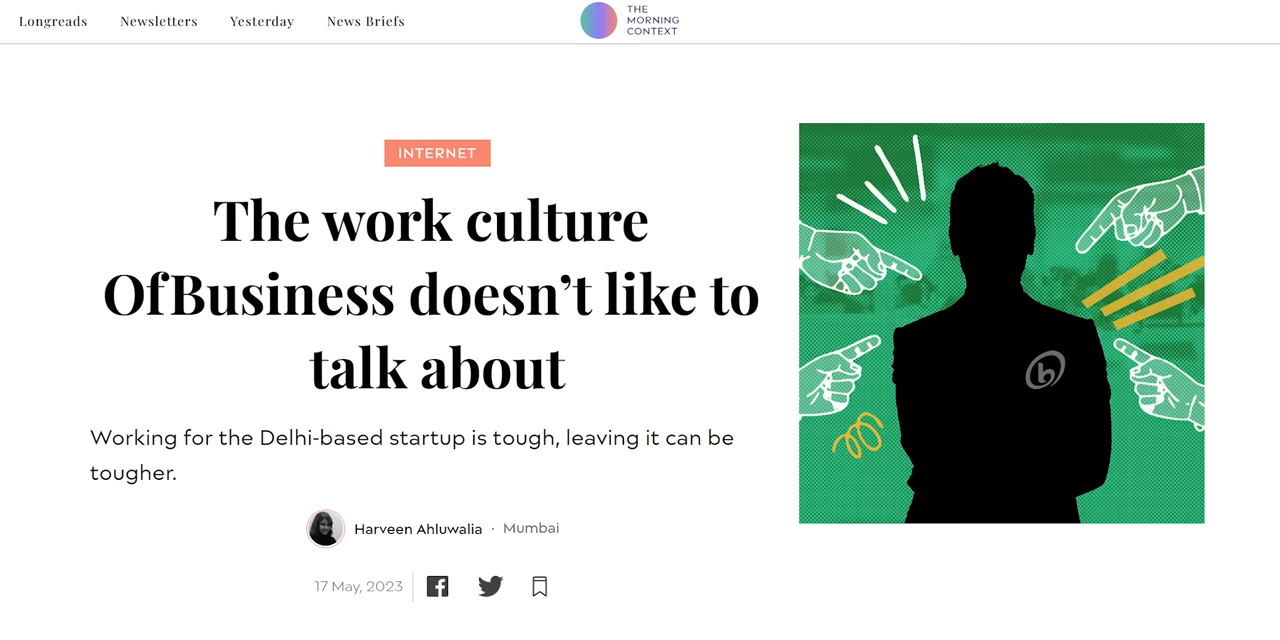 Longreads Newsletters Yesterday News Briefs
THE
MORNING
CONTEXT
INTERNET
The work culture
OfBusiness doesn’t like to
talk about
Working for the Delhi-based startup is tough, leaving it can be
tougher.
Harveen Ahluwalia · Mumbai
17 May, 2023
b